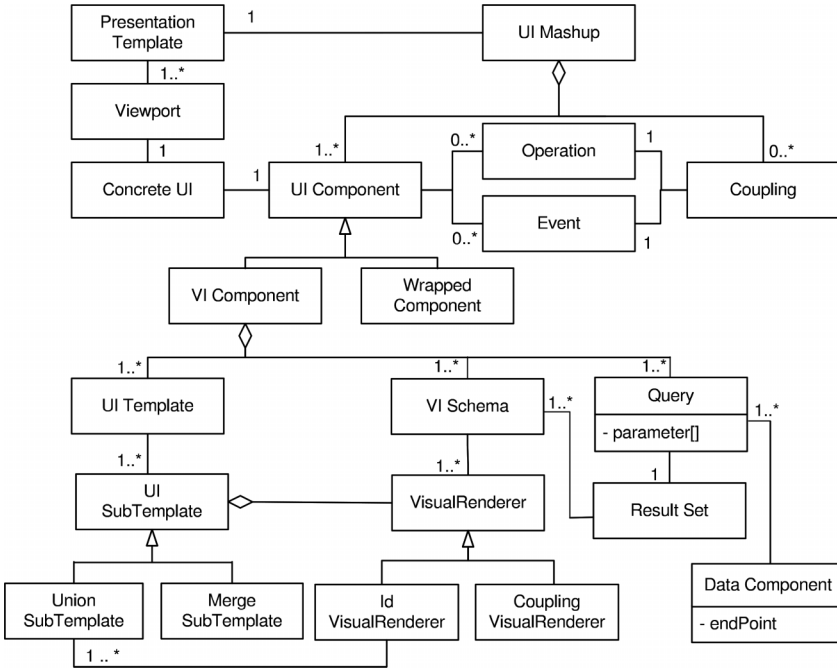 Presentation
Template
1
UI Mashup
1..*
Viewport
1
Concrete UI
1
1..*
UI Component
0..*
Operation
1
0..*
Event
1
0..*
Coupling
VI Component
Wrapped
Component
1..*
1..*
1..*
UI Template
VI Schema
1..*
Query
- parameter[]
1..*
1..*
1..*
1
UI
SubTemplate
VisualRenderer
Result Set
Union
SubTemplate
Merge
SubTemplate
Id
VisualRenderer
Coupling
VisualRenderer
Data Component
- endPoint
1 .. *